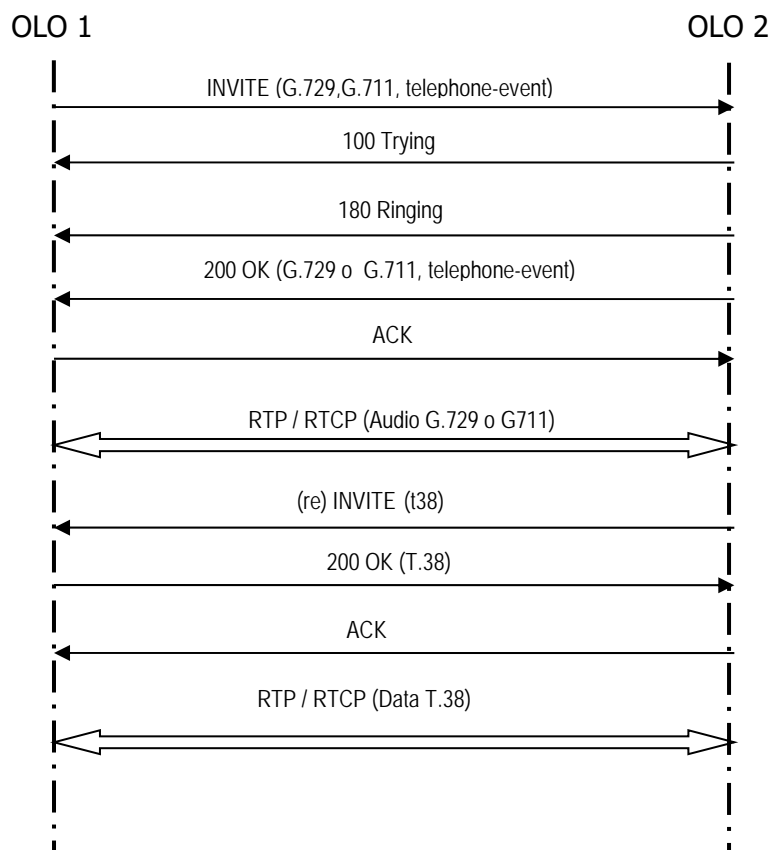 OLO 1 OLO 2
INVITE (G.729,G.711, telephone-event)
100 Trying
180 Ringing
200 OK (G.729 o G.711, telephone-event)
ACK
RTP / RTCP (Audio G.729 o G711)
(re) INVITE (t38)
200 OK (T.38)
ACK
RTP / RTCP (Data T.38)